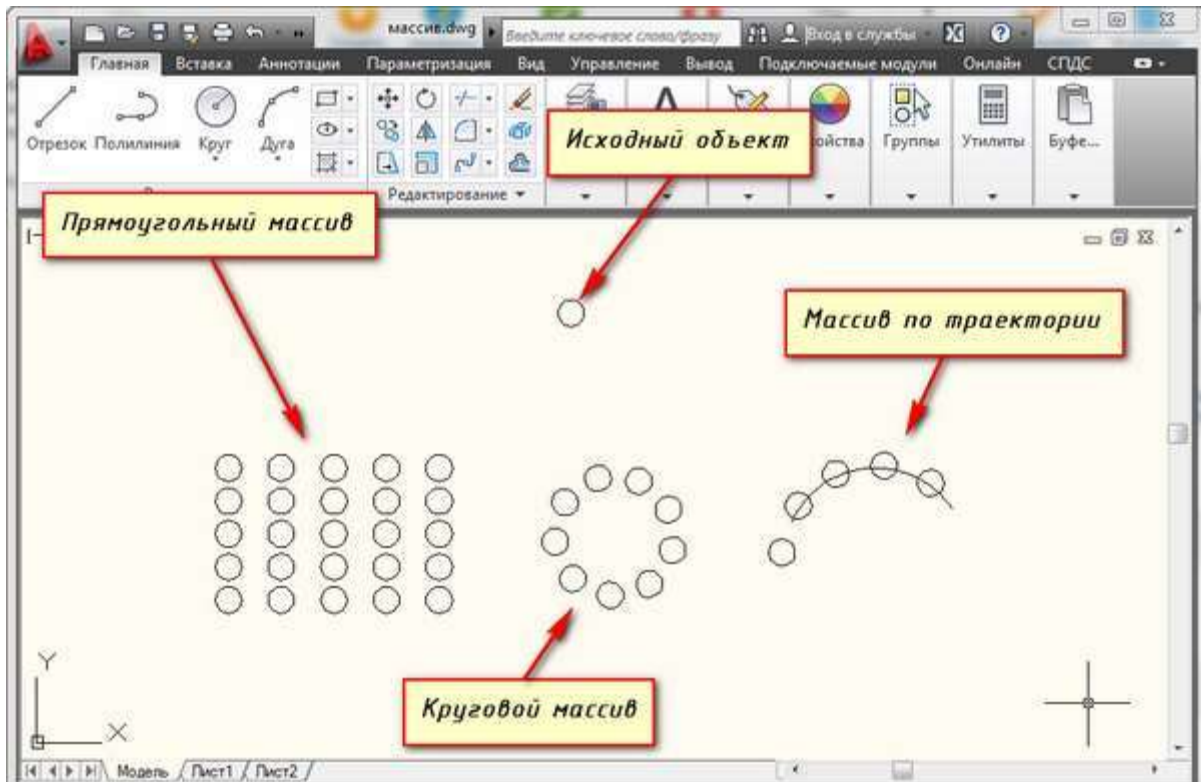 массив.dwg
Введите ключевое слово/фразу
Вход в службы
Главная Вставка Аннотации Параметризация Вид Управление Вывод Подключаемые модули Онлайн СПДС
Отрезок Полилиния Круг Дуга
Группы Утилиты Буфе...
Редактирование
Исходный объект
Прямоугольный массив
Массив по траектории
Круговой массив
Y
X
Модель Лист1 Лист2